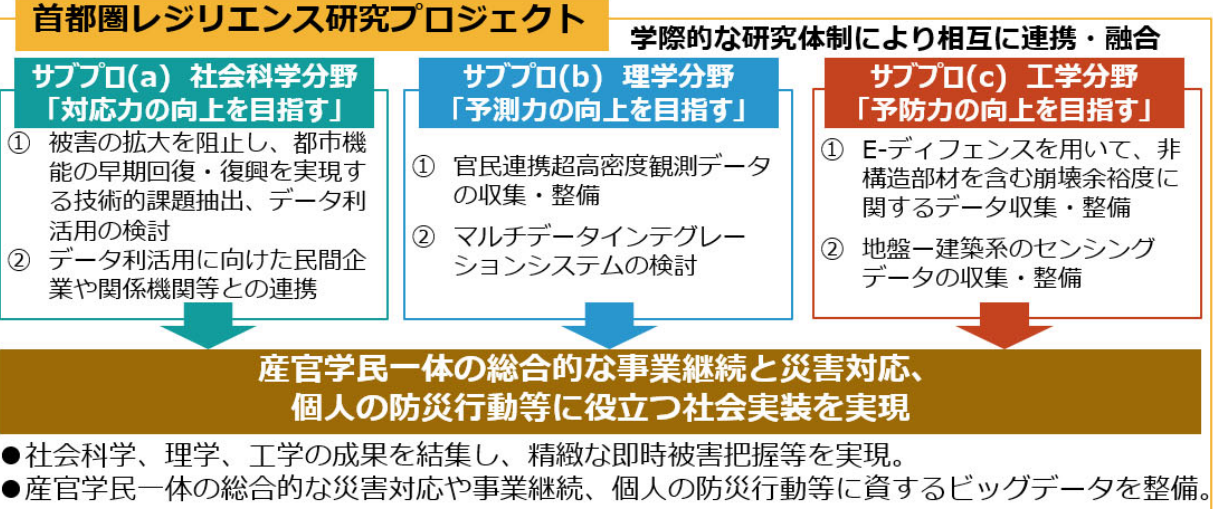 首都圏レジリエンス研究プロジェクト
学際的な研究体制により相互に連携・融合
サブプロ(a) 社会科学分野
「対応力の向上を目指す」
① 被害の拡大を阻止し、都市機
能の早期回復・復興を実現す
る技術的課題抽出、データ利
活用の検討
② データ利活用に向けた民間企
業や関係機関等との連携
サブプロ(b) 理学分野
「予測力の向上を目指す」
① 官民連携超高密度観測データ
の収集・整備
② マルチデータインテグレー
ションシステムの検討
サブプロ(c) 工学分野
「予防力の向上を目指す」
① E-ディフェンスを用いて、非
構造部材を含む崩壊余裕度に
関するデータ収集・整備
② 地盤ー建築系のセンシング
データの収集・整備
産官学民一体の総合的な事業継続と災害対応、
個人の防災行動等に役立つ社会実装を実現
●社会科学、理学、工学の成果を結集し、精緻な即時被害把握等を実現。
●産官学民一体の総合的な災害対応や事業継続、個人の防災行動等に資するビッグデータを整備。